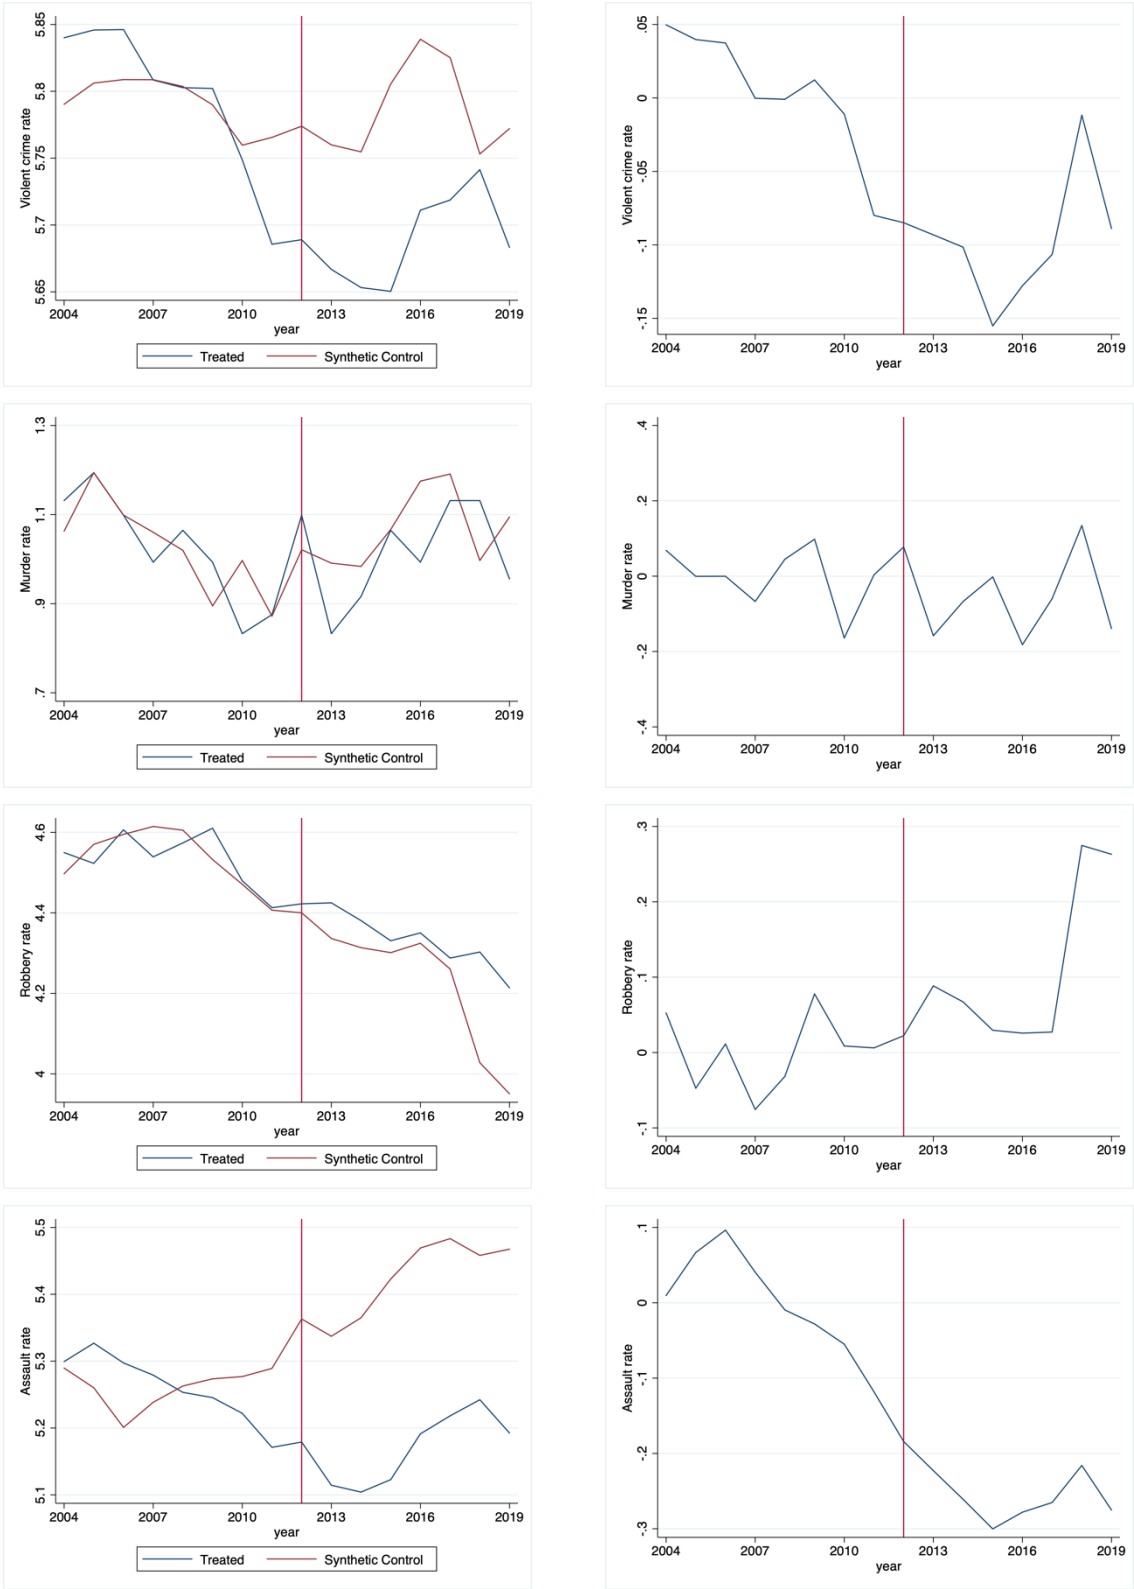 Violent crime rate
5.85
5.8
5.75
5.7
5.65
2004 2007 2010 2013 2016 2019
year
Treated Synthetic Control
Violent crime rate
.05
0
-.05
-.1
-.15
2004 2007 2010 2013 2016 2019
year
Murder rate
1.3
1.1
.9
.7
2004 2007 2010 2013 2016 2019
year
Treated Synthetic Control
Murder rate
.4
.2
0
-.2
-.4
2004 2007 2010 2013 2016 2019
year
Robbery rate
4.6
4.4
4.2
4
2004 2007 2010 2013 2016 2019
year
Treated Synthetic Control
Robbery rate
.3
.2
.1
0
-.1
2004 2007 2010 2013 2016 2019
year
Assault rate
5.5
5.4
5.3
5.2
5.1
2004 2007 2010 2013 2016 2019
year
Treated Synthetic Control
Assault rate
.1
0
-.1
-.2
-.3
2004 2007 2010 2013 2016 2019
year